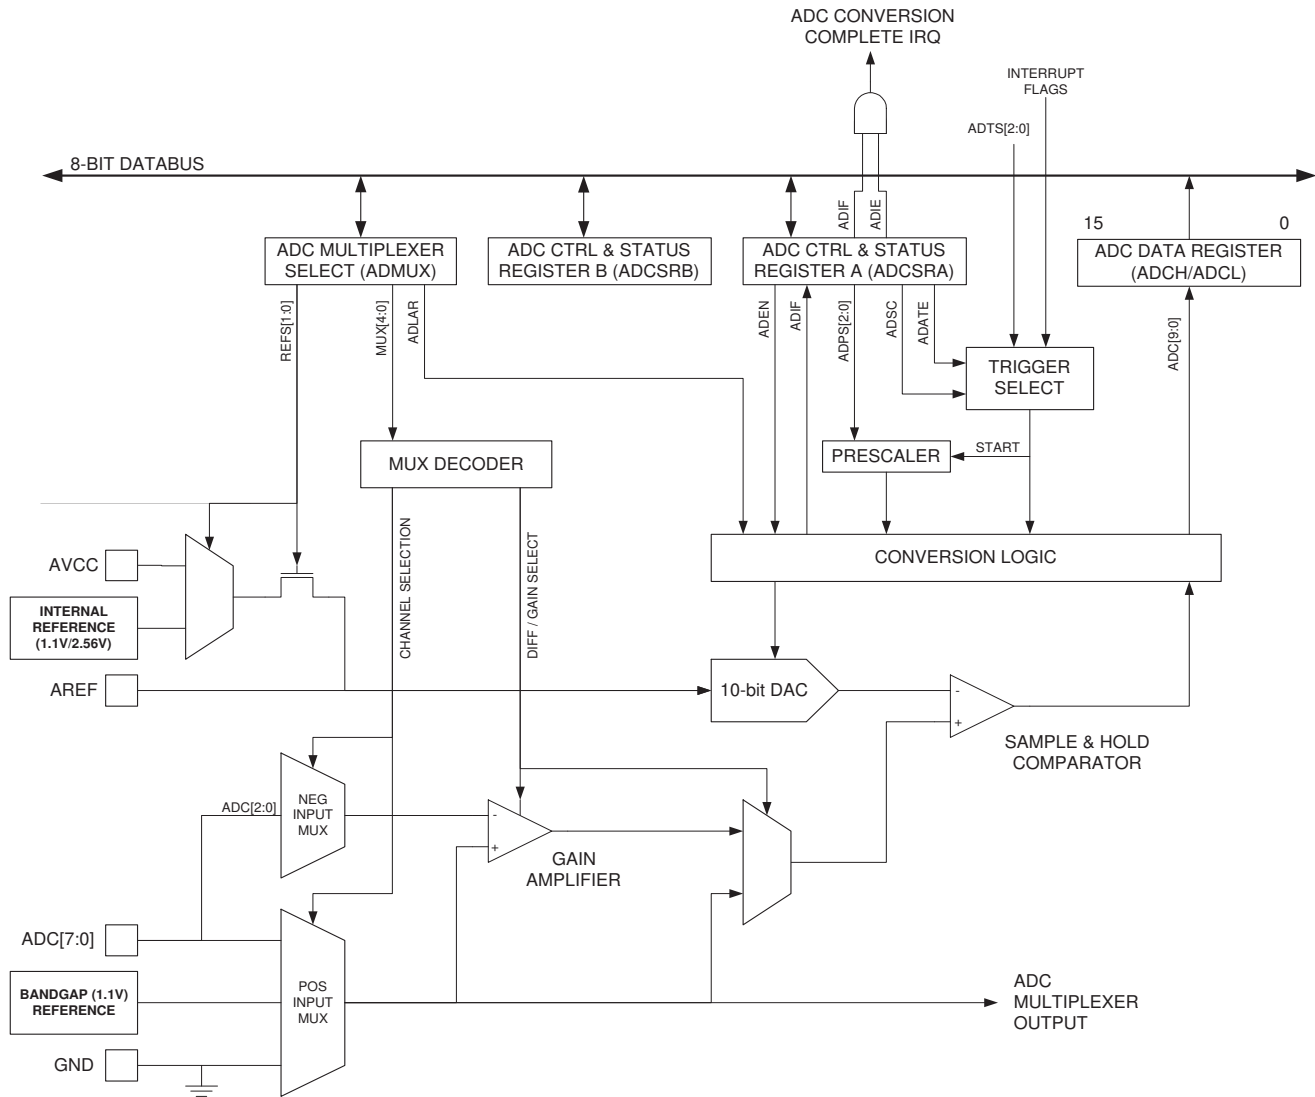 ADC CONVERSION
COMPLETE IRQ
INTERRUPT
FLAGS
ADTS[2:0]
8-BIT DATABUS
ADIF
ADIE
15
0
ADC MULTIPLEXER
SELECT (ADMUX)
ADC CTRL & STATUS
REGISTER B (ADCSRB)
ADC CTRL & STATUS
REGISTER A (ADCSRA)
ADC DATA REGISTER
(ADCH/ADCL)
REFS[1:0]
MUX[4:0]
ADLAR
ADEN
ADIF
ADPS[2:0]
ADSC
ADATE
ADC[9:0]
TRIGGER
SELECT
MUX DECODER
PRESCALER
START
CHANNEL SELECTION
DIFF / GAIN SELECT
AVCC
CONVERSION LOGIC
INTERNAL
REFERENCE
(1.1V/2.56V)
AREF
10-bit DAC
-
+
SAMPLE & HOLD
COMPARATOR
ADC[2:0]
NEG
INPUT
MUX
-
+
GAIN
AMPLIFIER
ADC[7:0]
BANDGAP (1.1V)
REFERENCE
POS
INPUT
MUX
ADC
MULTIPLEXER
OUTPUT
GND